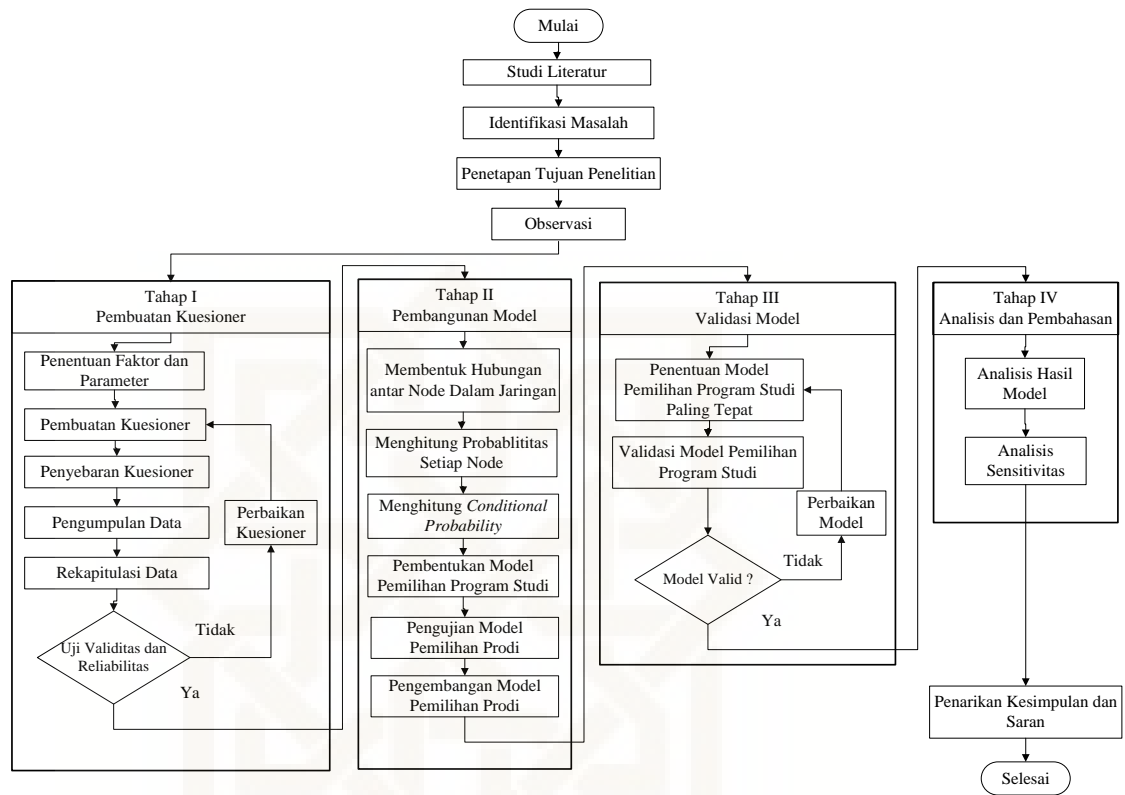 Mulai
Studi Literatur
Identifikasi Masalah
Penetapan Tujuan Penelitian
Observasi
Tahap I
Pembuatan Kuesioner
Penentuan Faktor dan
Parameter
Pembuatan Kuesioner
Penyebaran Kuesioner
Pengumpulan Data
Rekapitulasi Data
Perbaikan
Kuesioner
Uji Validitas dan
Reliabilitas
Tidak
Ya
Tahap II
Pembangunan Model
Membentuk Hubungan
antar Node Dalam Jaringan
Menghitung Probablititas
Setiap Node
Menghitung Conditional
Probability
Pembentukan Model
Pemilihan Program Studi
Pengujian Model
Pemilihan Prodi
Pengembangan Model
Pemilihan Prodi
Tahap III
Validasi Model
Penentuan Model
Pemilihan Program Studi
Paling Tepat
Validasi Model Pemilihan
Program Studi
Perbaikan
Model
Model Valid ?
Tidak
Ya
Tahap IV
Analisis dan Pembahasan
Analisis Hasil
Model
Analisis
Sensitivitas
Penarikan Kesimpulan dan
Saran
Selesai